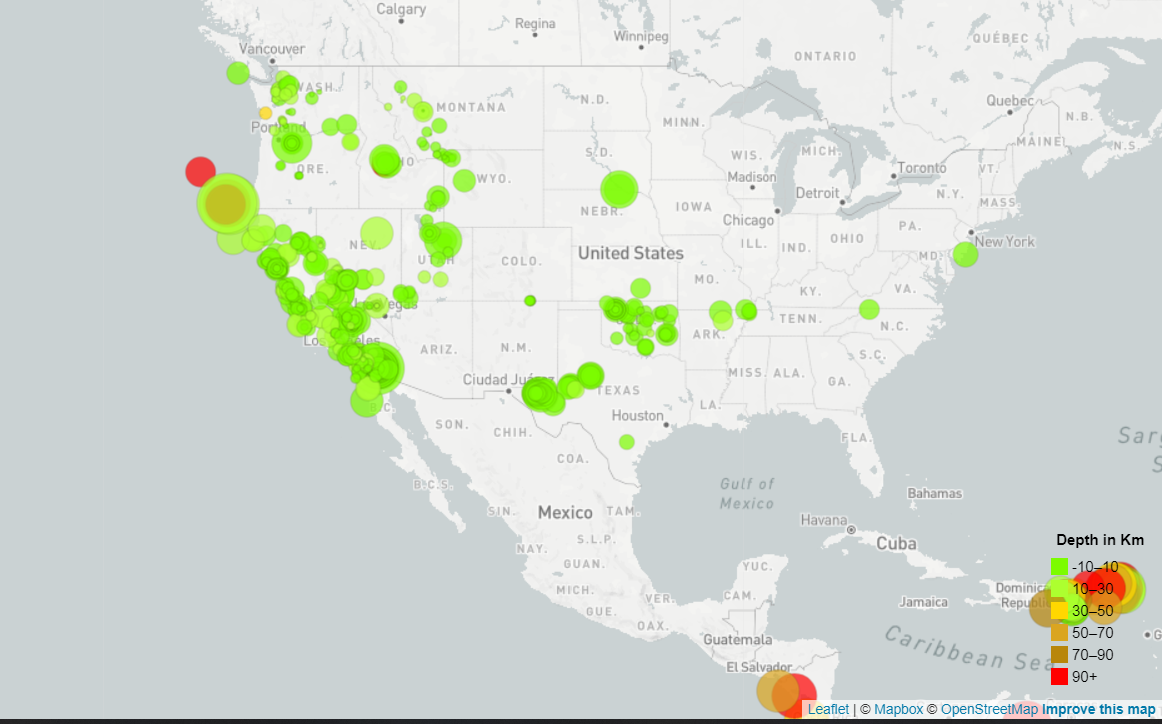 Calgary
Regina
Winnipeg
Vancouver
ONTARIO
QUÉBEC
WASH.
MONTANA
N.D.
MINN.
Quebec
N.B.
MAINE
N.S.
Portland
ORE.
S.D.
WIS.
MICH.
Toronto
VT.
WYO.
Madison
Detroit
N.Y.
MASS.
NEBR.
IOWA
Chicago
PA.
New York
NEV.
UTAH
COLO.
United States
ILL.
IND.
OHIO
MD.
MO.
KY.
VA.
Las Vegas
TENN.
N.C.
ARK.
Los Angeles
ARIZ.
N.M.
S.C.
MISS.
ALA.
GA.
Ciudad Juárez
TEXAS
LA.
B.C.
Houston
SON.
CHIH.
FLA.
COA.
B.C.S.
Gulf of
Mexico
Bahamas
SIN.
Mexico
TAM.
Havana
Cuba
S.L.P.
NAY.
GUAN.
YUC.
MICH.
VER.
CAM.
Jamaica
GUE.
OAX.
Guatemala
El Salvador
Caribbean Sea
Depth in Km
-10–10
10–30
30–50
50–70
70–90
90+
Leaflet | © Mapbox © OpenStreetMap Improve this map